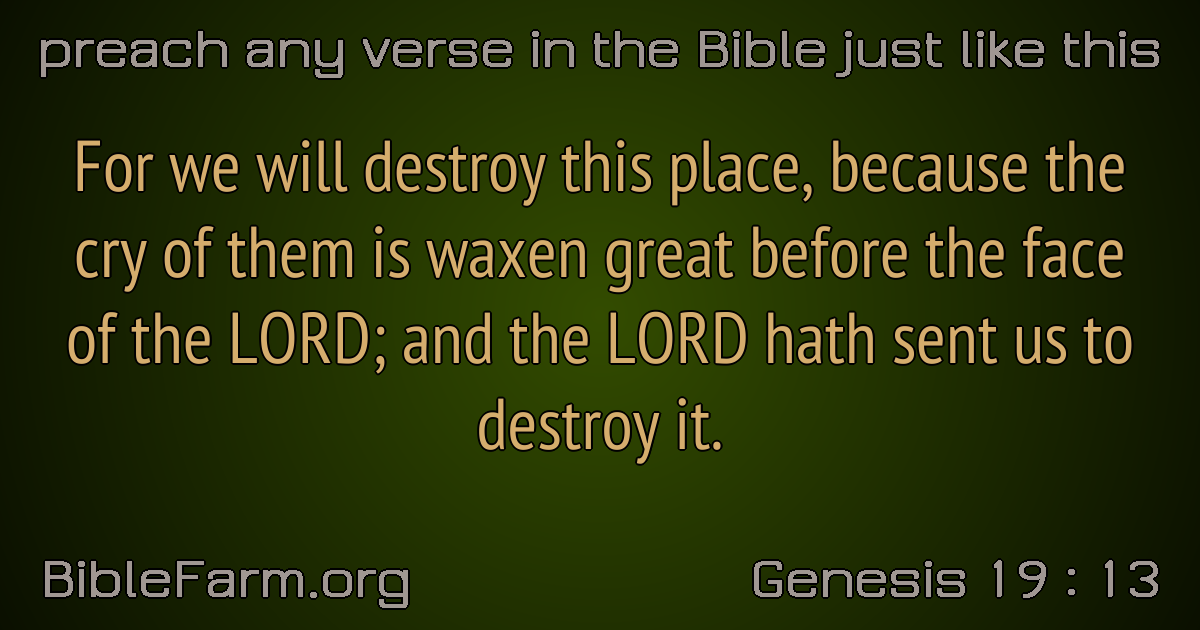 preach any verse in the Bible just like this
For we will destroy this place, because the
cry of them is waxen great before the face
of the LORD; and the LORD hath sent us to
destroy it.
BibleFarm.org
Genesis 19 : 13